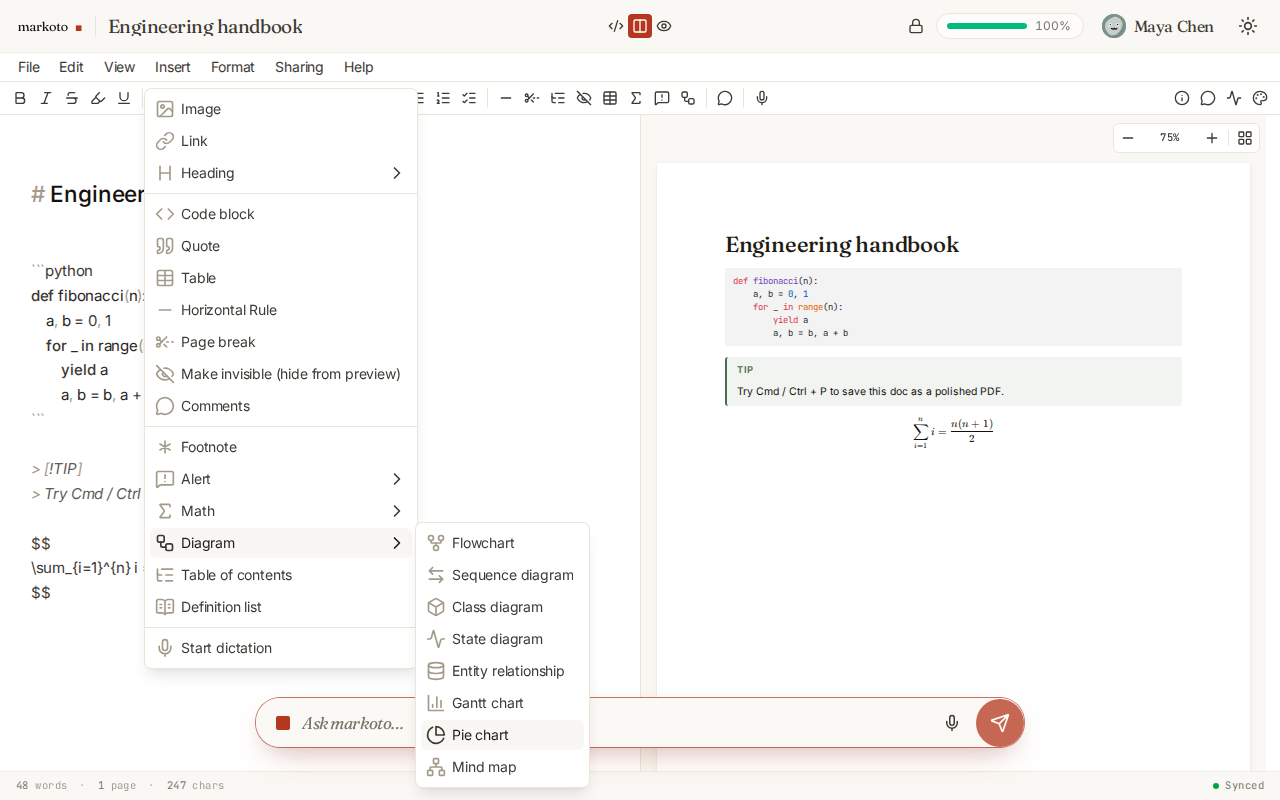 markoto
Engineering handbook
100%
Maya Chen
File Edit View Insert Format Sharing Help
75%
# Engineer
```python
def fibonacci(n):
a, b = 0, 1
for _ in range(
yield a
a, b = b, a +
```
> [!TIP]
> Try Cmd / Ctrl
$$
\sum_{i=1}^{n} i
$$
Image
Link
Heading
Code block
Quote
Table
Horizontal Rule
Page break
Make invisible (hide from preview)
Comments
Footnote
Alert
Math
Diagram
Table of contents
Definition list
Start dictation
Flowchart
Sequence diagram
Class diagram
State diagram
Entity relationship
Gantt chart
Pie chart
Mind map
Engineering handbook
def fibonacci(n):
a, b = 0, 1
for _ in range(n):
yield a
a, b = b, a + b
TIP
Try Cmd / Ctrl + P to save this doc as a polished PDF.
∑_{i=1}^{n} i = n(n + 1) / 2
Ask markoto...
48 words · 1 page · 247 chars
Synced